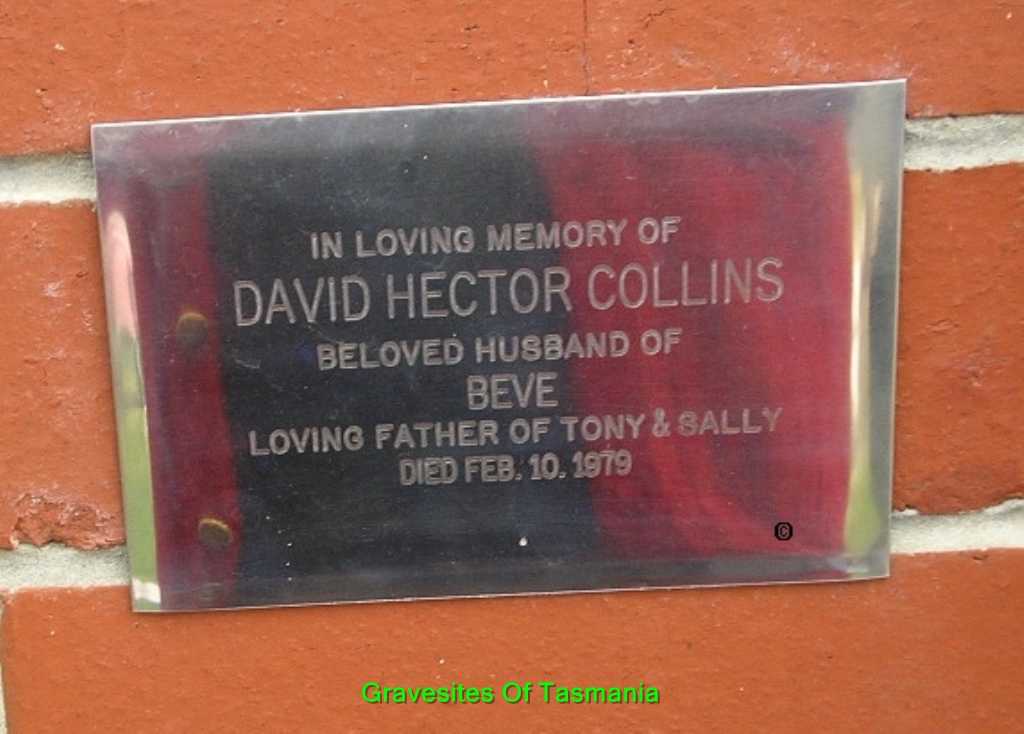 IN LOVING MEMORY OF
DAVID HECTOR COLLINS
BELOVED HUSBAND OF
BEVE
LOVING FATHER OF TONY & SALLY
DIED FEB. 10. 1979
©
Gravesites Of Tasmania